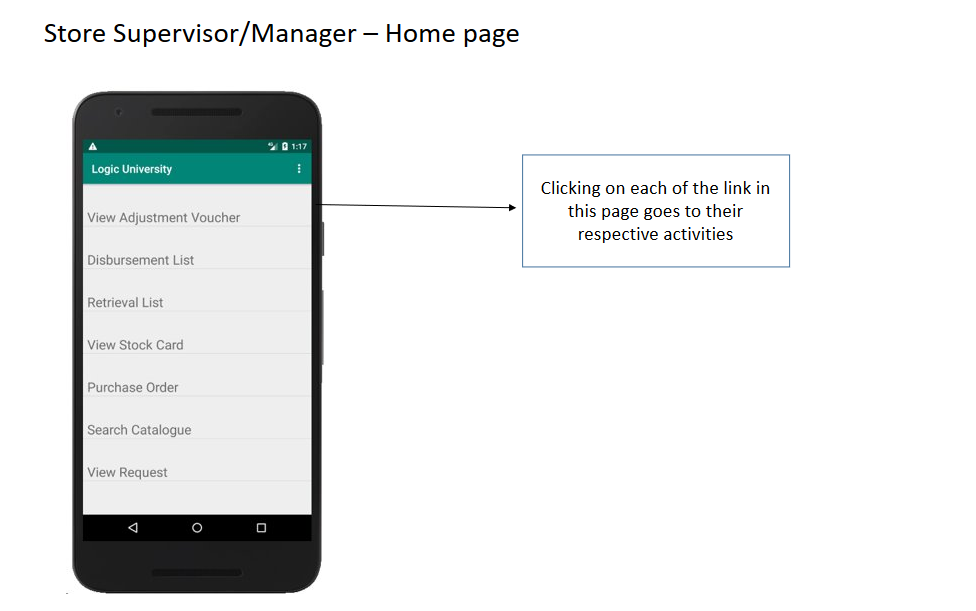 Store Supervisor/Manager – Home page
1:17
Logic University
View Adjustment Voucher
Disbursement List
Retrieval List
View Stock Card
Purchase Order
Search Catalogue
View Request
Clicking on each of the link in
this page goes to their
respective activities